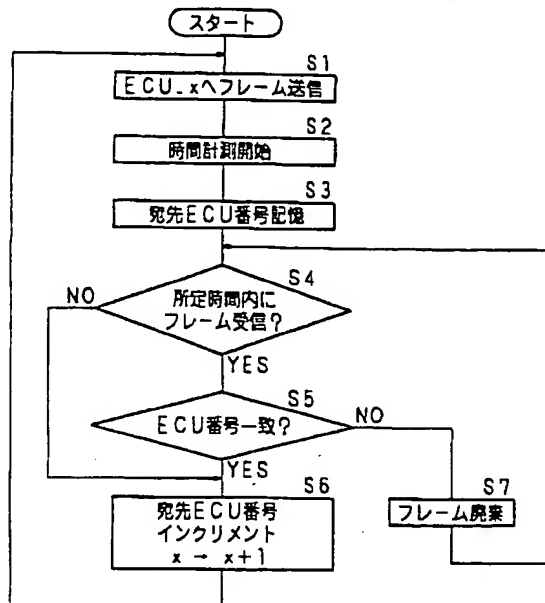 スタート
S1
ECU_xへフレーム送信
S2
時間計測開始
S3
宛先ECU番号記憶
S4
NO
所定時間内に
フレーム受信?
YES
S5
ECU番号一致?
NO
YES
S6
S7
宛先ECU番号
インクリメント
x → x+1
フレーム廃棄